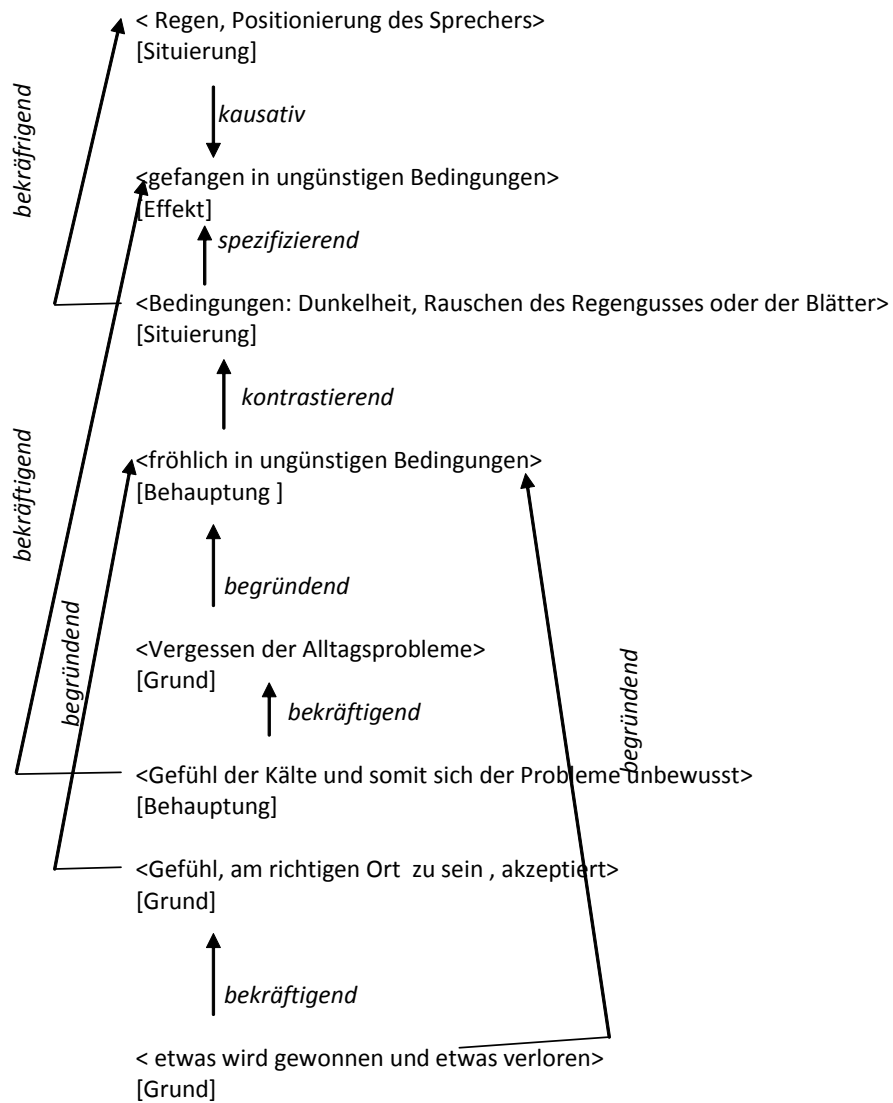 < Regen, Positionierung des Sprechers>
[Situierung]
bekräfrigend
kausativ
<gefangen in ungünstigen Bedingungen>
[Effekt]
spezifizierend
<Bedingungen: Dunkelheit, Rauschen des Regengusses oder der Blätter>
[Situierung]
kontrastierend
bekräftigend
<fröhlich in ungünstigen Bedingungen>
[Behauptung ]
begründend
begründend
begründend
<Vergessen der Alltagsprobleme>
[Grund]
bekräftigend
<Gefühl der Kälte und somit sich der Probleme unbewusst>
[Behauptung]
<Gefühl, am richtigen Ort  zu sein , akzeptiert>
[Grund]
bekräftigend
< etwas wird gewonnen und etwas verloren>
[Grund]